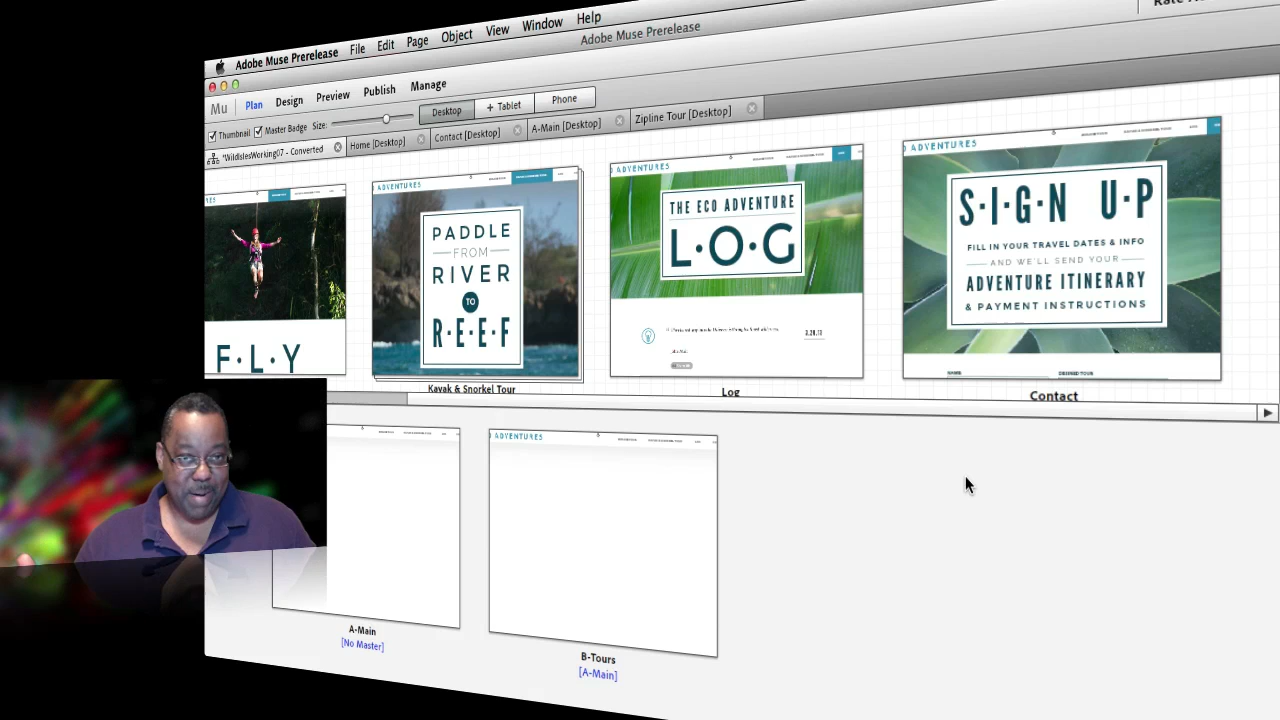 Adobe Muse Prerelease File Edit Page Object View Window Help
Adobe Muse Prerelease
Mu Plan Design Preview Publish Manage
Thumbnail Master Badge Size: Desktop + Tablet Phone
*WildIslesWorking07 - Converted Home [Desktop] Contact [Desktop] A-Main [Desktop] Zipline Tour [Desktop]
F·L·Y
ADVENTURES
PADDLE
FROM
RIVER
TO
R·E·E·F
Kayak & Snorkel Tour
ADVENTURES
THE ECO ADVENTURE
L·O·G
Log
ADVENTURES
S·I·G·N U·P
FILL IN YOUR TRAVEL DATES & INFO
AND WE'LL SEND YOUR
ADVENTURE ITINERARY
& PAYMENT INSTRUCTIONS
NAME
Contact
A-Main
[No Master]
ADVENTURES
B-Tours
[A-Main]